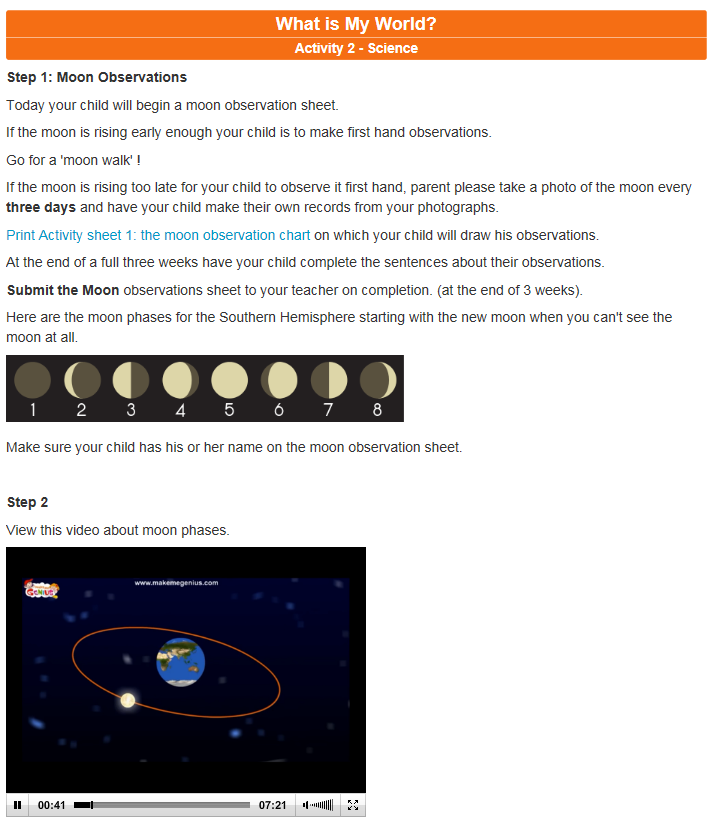 What is My World?
Activity 2 - Science
Step 1: Moon Observations
Today your child will begin a moon observation sheet.
If the moon is rising early enough your child is to make first hand observations.
Go for a 'moon walk' !
If the moon is rising too late for your child to observe it first hand, parent please take a photo of the moon every
three days and have your child make their own records from your photographs.
Print Activity sheet 1: the moon observation chart on which your child will draw his observations.
At the end of a full three weeks have your child complete the sentences about their observations.
Submit the Moon observations sheet to your teacher on completion. (at the end of 3 weeks).
Here are the moon phases for the Southern Hemisphere starting with the new moon when you can't see the
moon at all.
1 2 3 4 5 6 7 8
Make sure your child has his or her name on the moon observation sheet.
Step 2
View this video about moon phases.
www.makemegenius.com
GENIUS
00:41 07:21